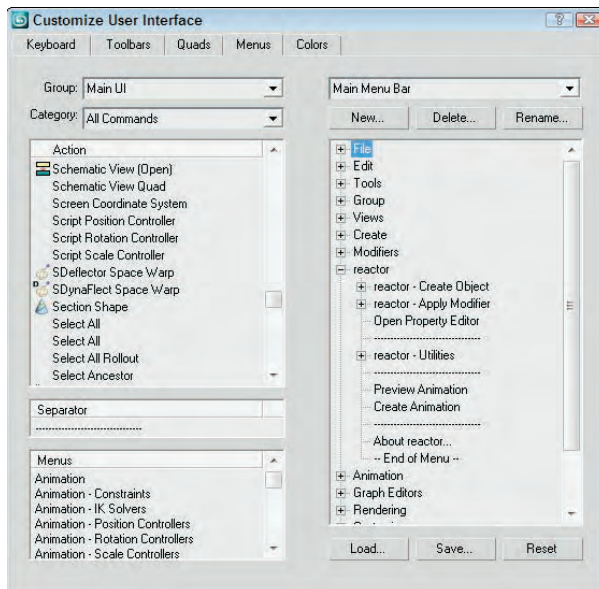 Customize User Interface
Keyboard
Toolbars
Quads
Menus
Colors
Group: Main UI
Category: All Commands
Action
Schematic View (Open)
Schematic View Quad
Screen Coordinate System
Script Position Controller
Script Rotation Controller
Script Scale Controller
SDeflector Space Warp
SDynaFlect Space Warp
Section Shape
Select All
Select All
Select All Rollout
Select Ancestor
Separator
--------------------------------
Menus
Animation
Animation - Constraints
Animation - IK Solvers
Animation - Position Controllers
Animation - Rotation Controllers
Animation - Scale Controllers
Main Menu Bar
New...
Delete...
Rename...
File
Edit
Tools
Group
Views
Create
Modifiers
reactor
reactor - Create Object
reactor - Apply Modifier
Open Property Editor
--------------------------------
reactor - Utilities
--------------------------------
Preview Animation
Create Animation
--------------------------------
About reactor...
-- End of Menu --
Animation
Graph Editors
Rendering
Load...
Save...
Reset